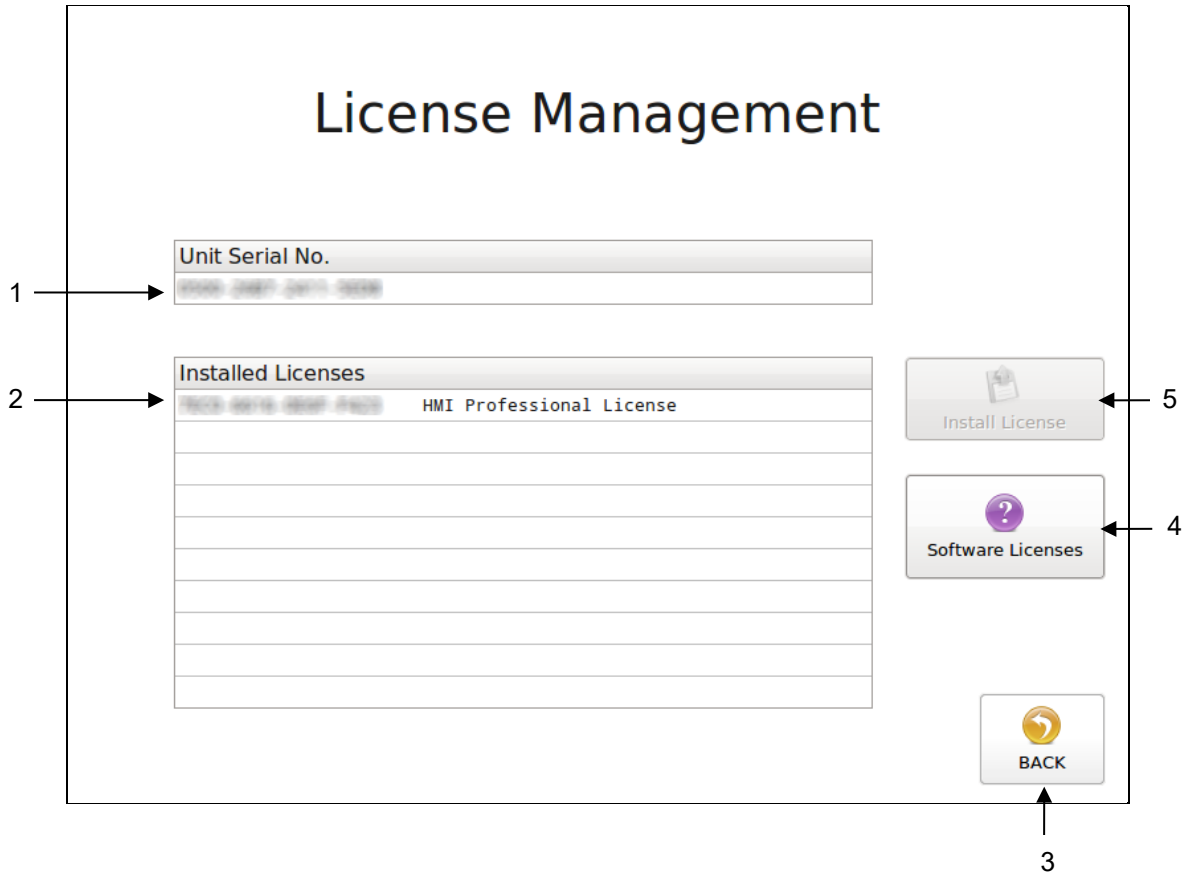 License Management
Unit Serial No.
1
Installed Licenses
2
HMI Professional License
5
Install License
4
Software Licenses
BACK
3